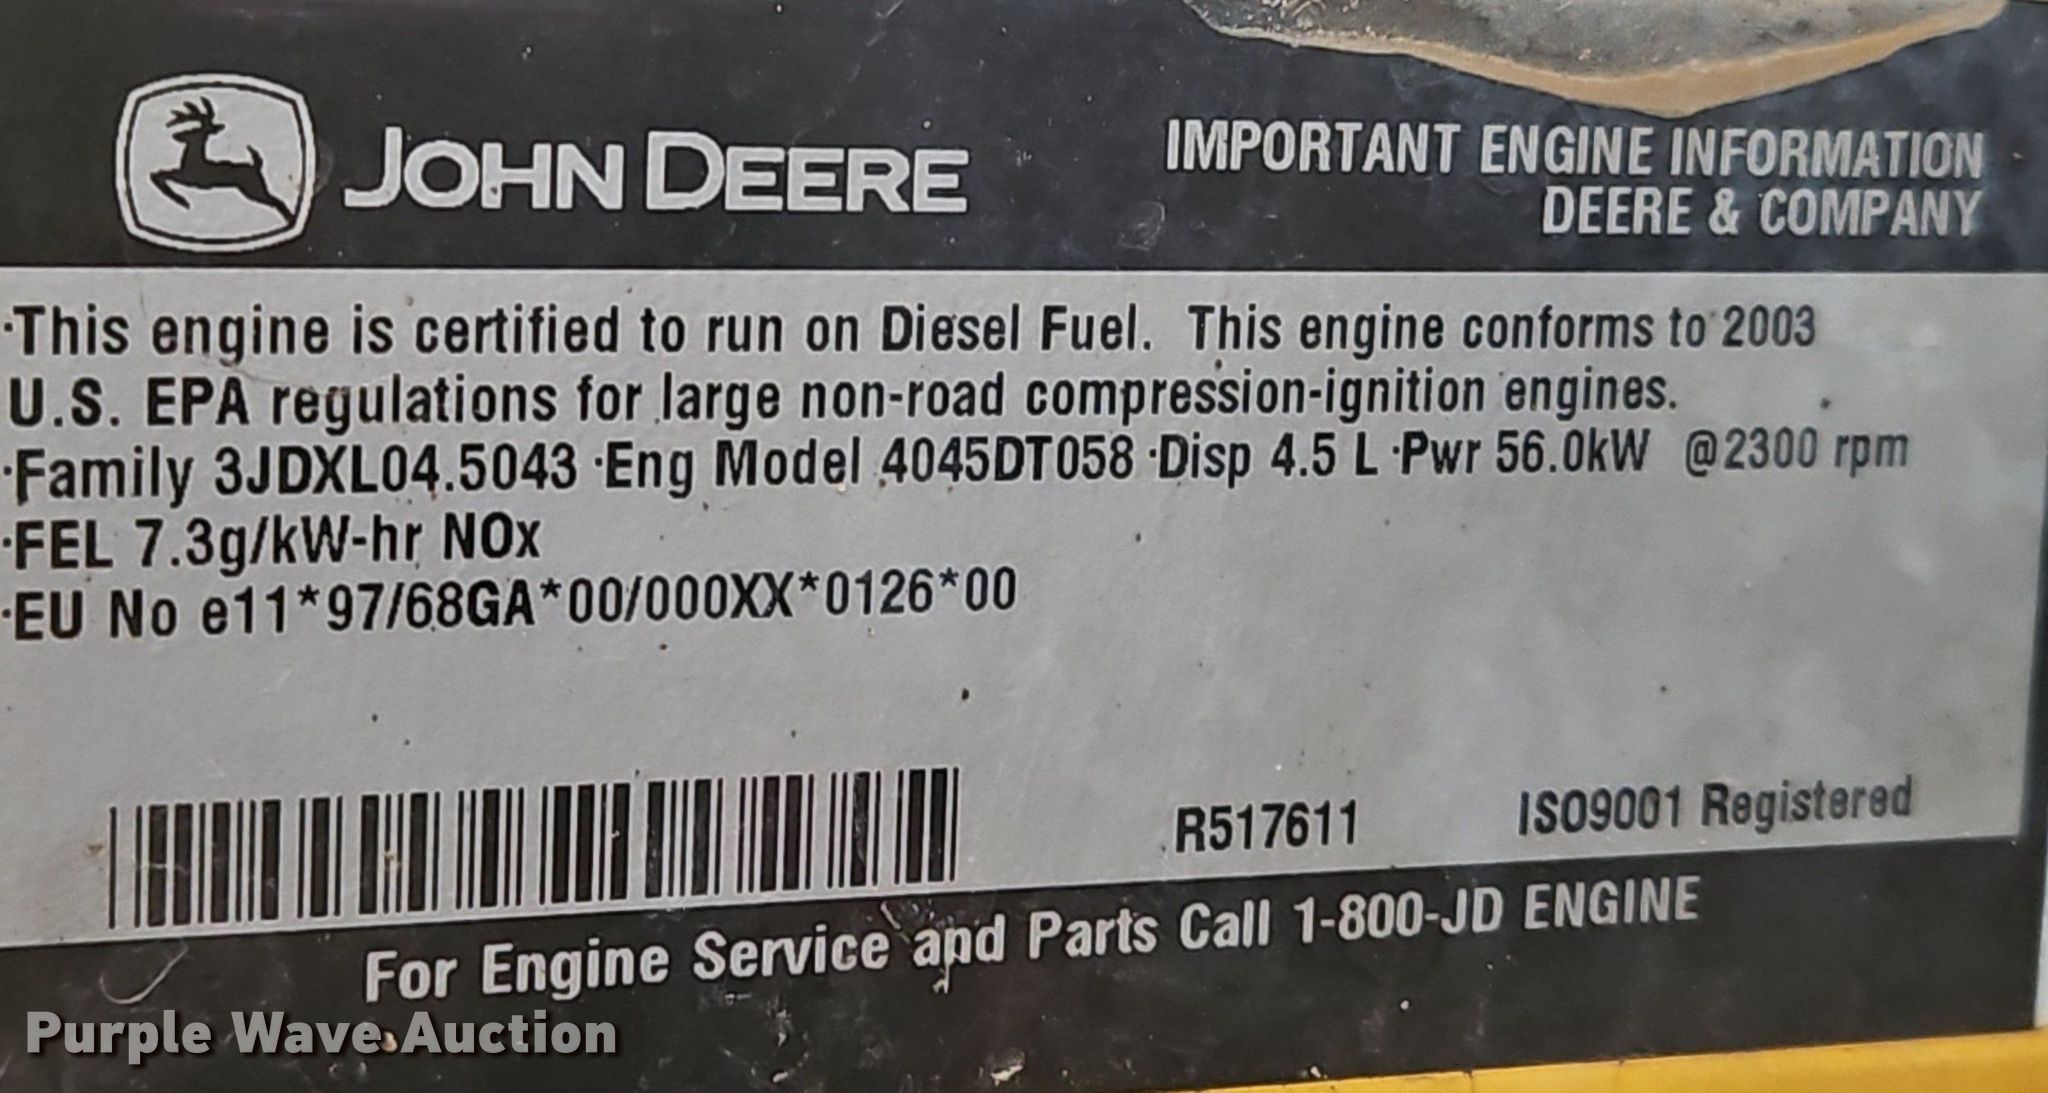 JOHN DEERE
IMPORTANT ENGINE INFORMATION
DEERE & COMPANY
·This engine is certified to run on Diesel Fuel. This engine conforms to 2003
U.S. EPA regulations for large non-road compression-ignition engines.
·Family 3JDXL04.5043 ·Eng Model 4045DT058 ·Disp 4.5 L ·Pwr 56.0kW @2300 rpm
·FEL 7.3g/kW-hr NOx
·EU No e11*97/68GA*00/000XX*0126*00
R517611
ISO9001 Registered
For Engine Service and Parts Call 1-800-JD ENGINE
Purple Wave Auction